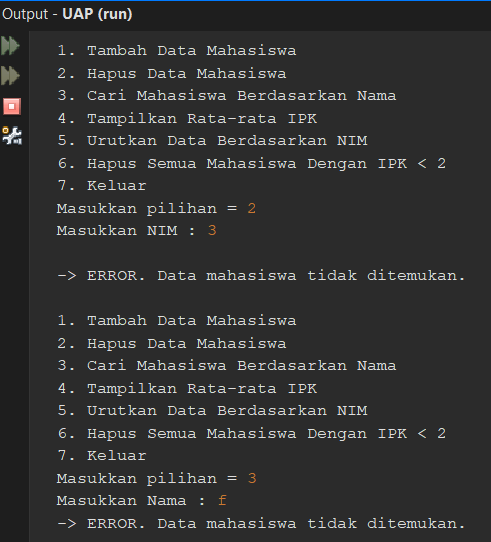 Output - UAP (run)
1. Tambah Data Mahasiswa
2. Hapus Data Mahasiswa
3. Cari Mahasiswa Berdasarkan Nama
4. Tampilkan Rata-rata IPK
5. Urutkan Data Berdasarkan NIM
6. Hapus Semua Mahasiswa Dengan IPK < 2
7. Keluar
Masukkan pilihan = 2
Masukkan NIM : 3
-> ERROR. Data mahasiswa tidak ditemukan.
1. Tambah Data Mahasiswa
2. Hapus Data Mahasiswa
3. Cari Mahasiswa Berdasarkan Nama
4. Tampilkan Rata-rata IPK
5. Urutkan Data Berdasarkan NIM
6. Hapus Semua Mahasiswa Dengan IPK < 2
7. Keluar
Masukkan pilihan = 3
Masukkan Nama : f
-> ERROR. Data mahasiswa tidak ditemukan.